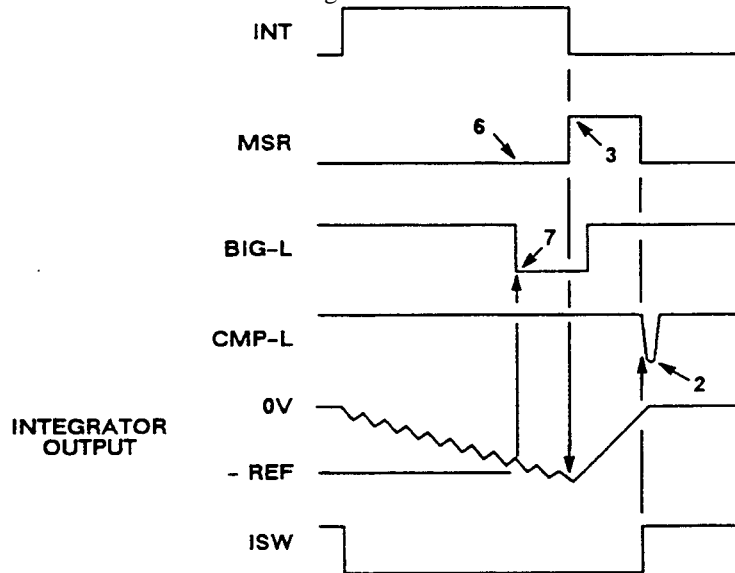 INT
MSR
6
3
BIG-L
7
CMP-L
2
0V
INTEGRATOR
OUTPUT
- REF
ISW